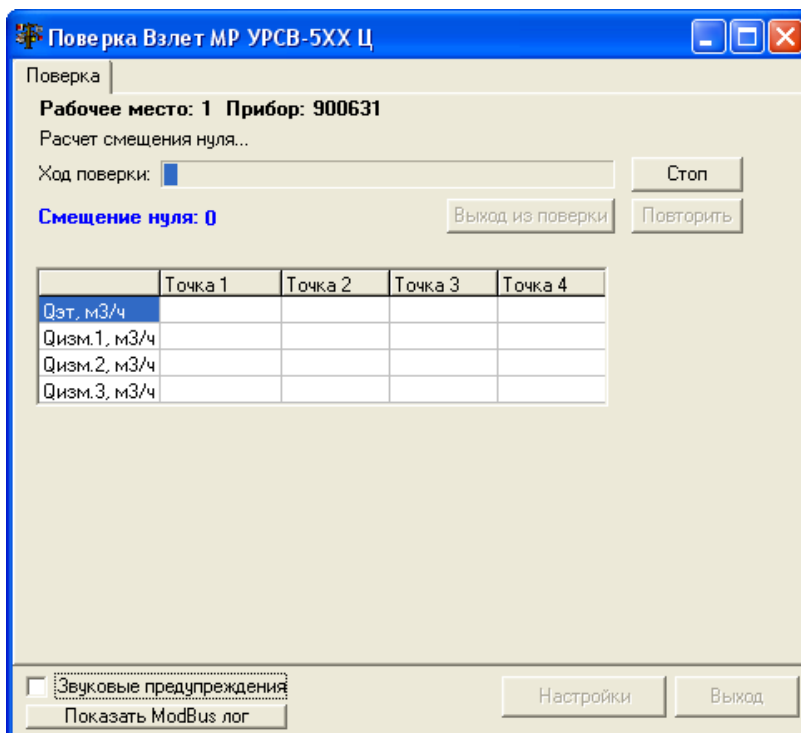 Поверка Взлет МР УРСВ-5ХХ Ц
Поверка
Рабочее место: 1 Прибор: 900631
Расчет смещения нуля...
Ход поверки: Стоп
Смещение нуля: 0 Выход из поверки Повторить
Точка 1 Точка 2 Точка 3 Точка 4
Qэт, м3/ч
Qизм.1, м3/ч
Qизм.2, м3/ч
Qизм.3, м3/ч
Звуковые предупреждения Настройки Выход
Показать ModBus лог